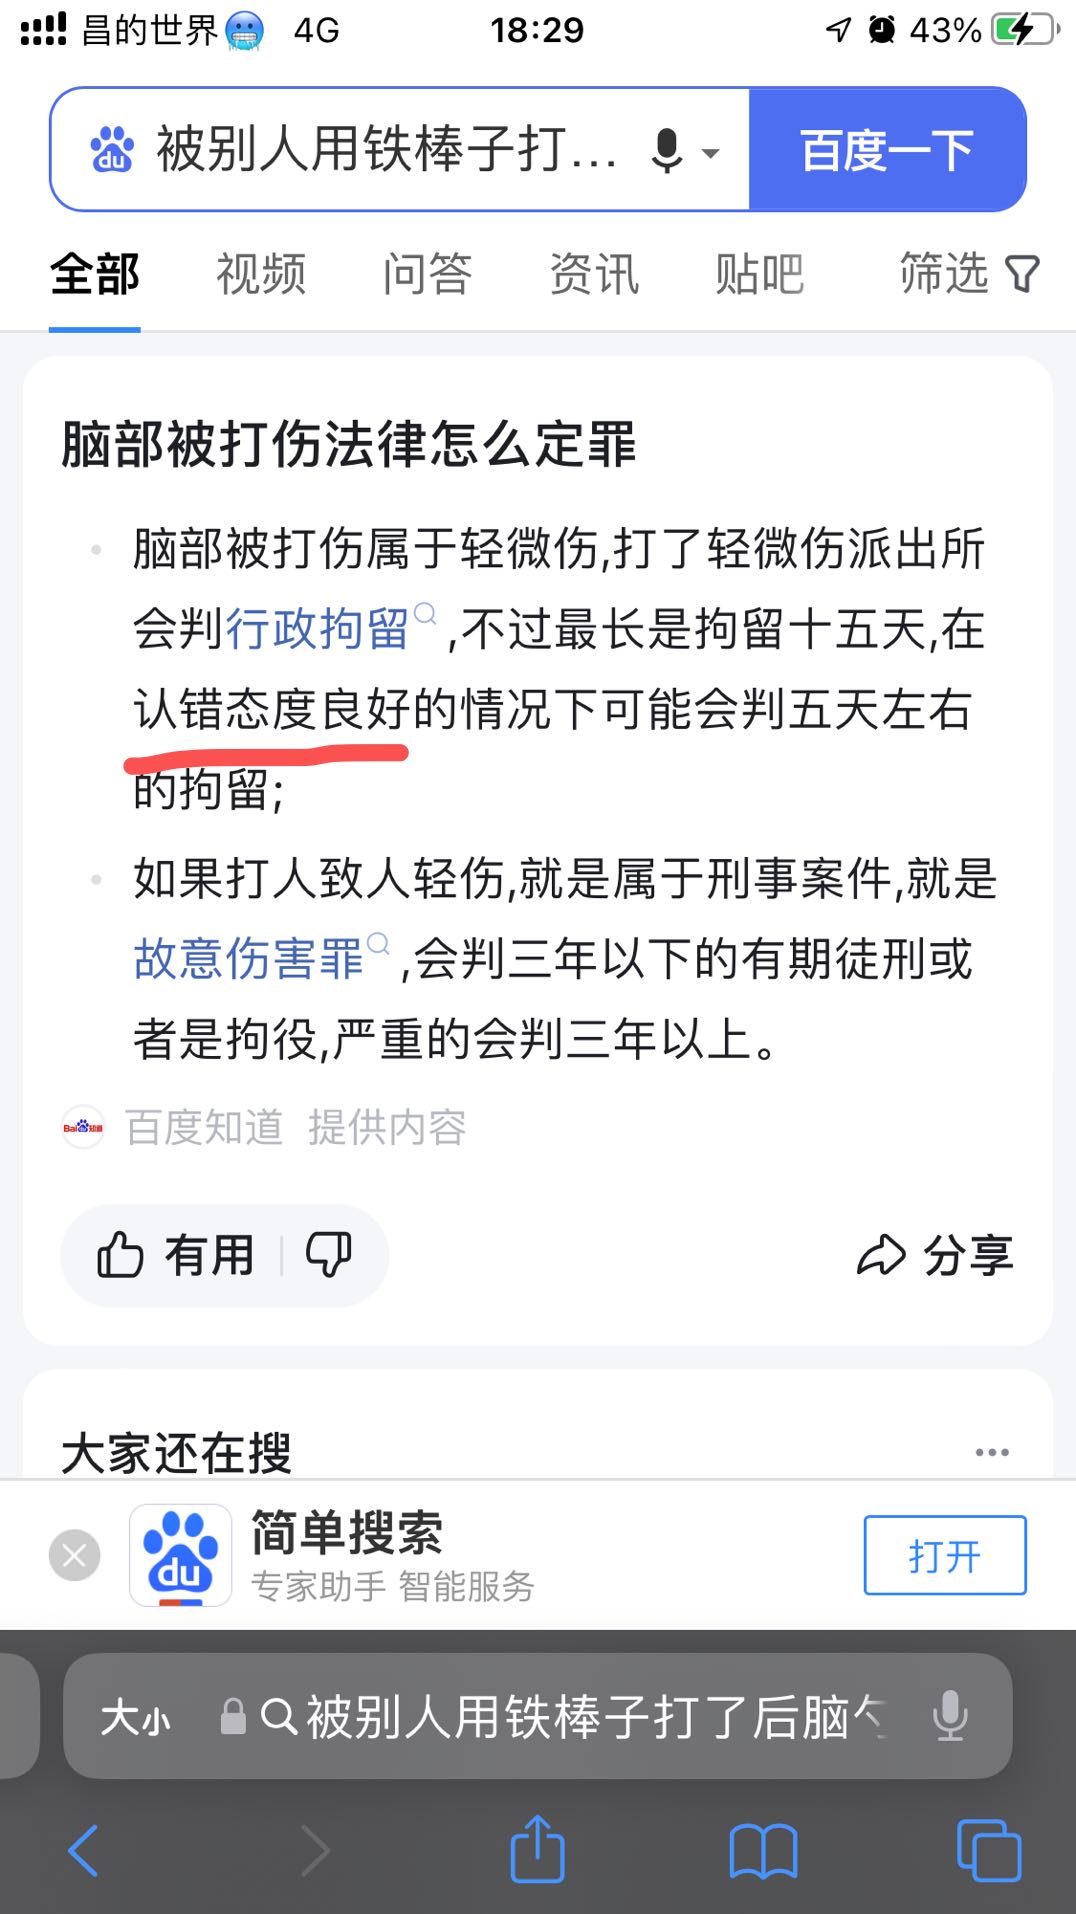 昌的世界🥶 4G 18:29 43%
du 被别人用铁棒子打... 百度一下
全部 视频 问答 资讯 贴吧 筛选
脑部被打伤法律怎么定罪
脑部被打伤属于轻微伤,打了轻微伤派出所
会判行政拘留,不过最长是拘留十五天,在
认错态度良好的情况下可能会判五天左右
的拘留;
如果打人致人轻伤,就是属于刑事案件,就是
故意伤害罪,会判三年以下的有期徒刑或
者是拘役,严重的会判三年以上。
Bai知道 百度知道 提供内容
有用 分享
大家还在搜
du 简单搜索 打开
专家助手 智能服务
大小 被别人用铁棒子打了后脑勺